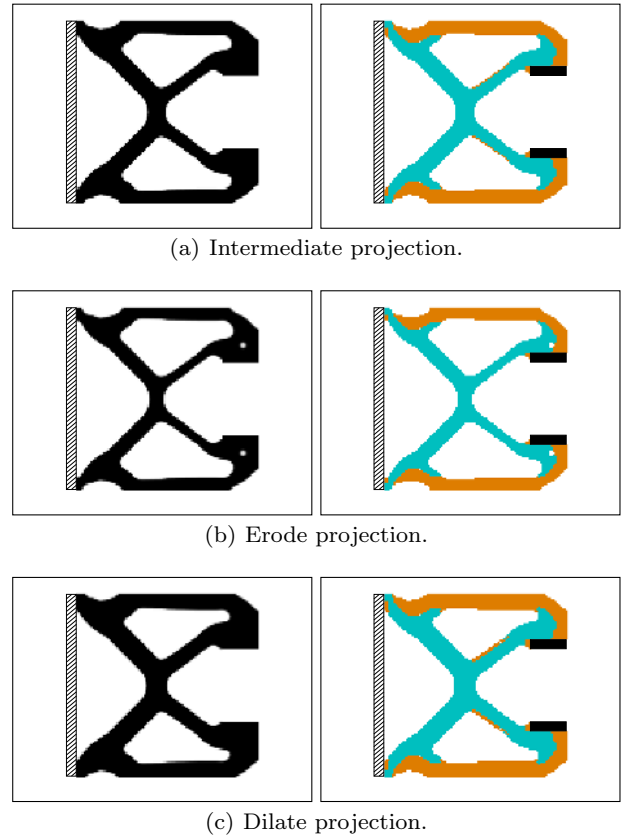 (a) Intermediate projection.
(b) Erode projection.
(c) Dilate projection.